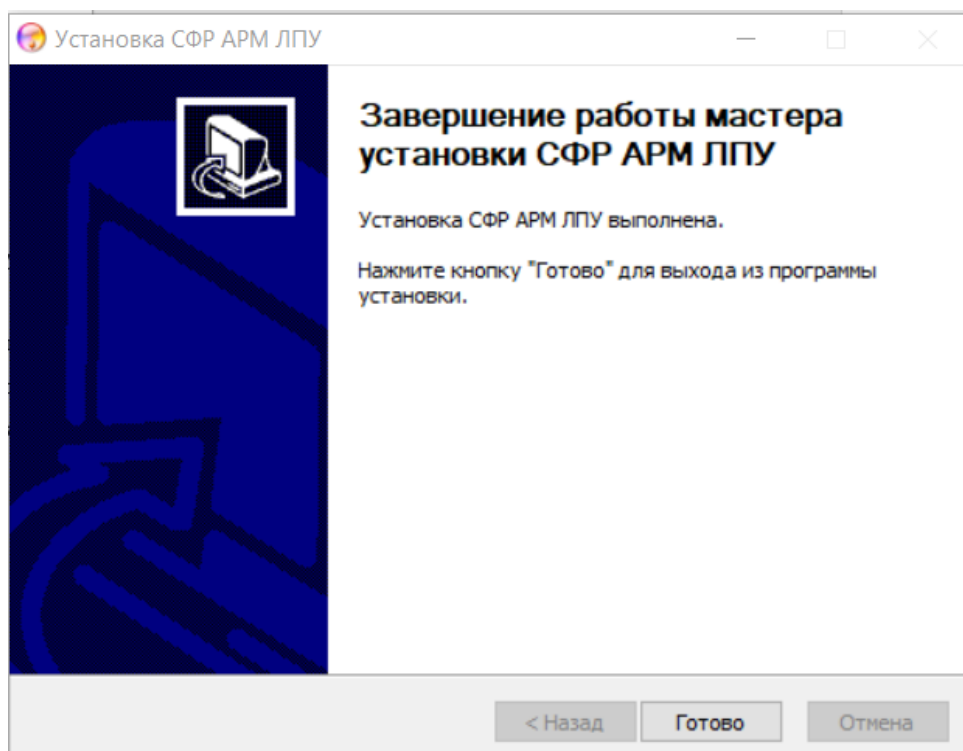 Установка СФР АРМ ЛПУ
Завершение работы мастера
установки СФР АРМ ЛПУ
Установка СФР АРМ ЛПУ выполнена.
Нажмите кнопку "Готово" для выхода из программы
установки.
< Назад
Готово
Отмена